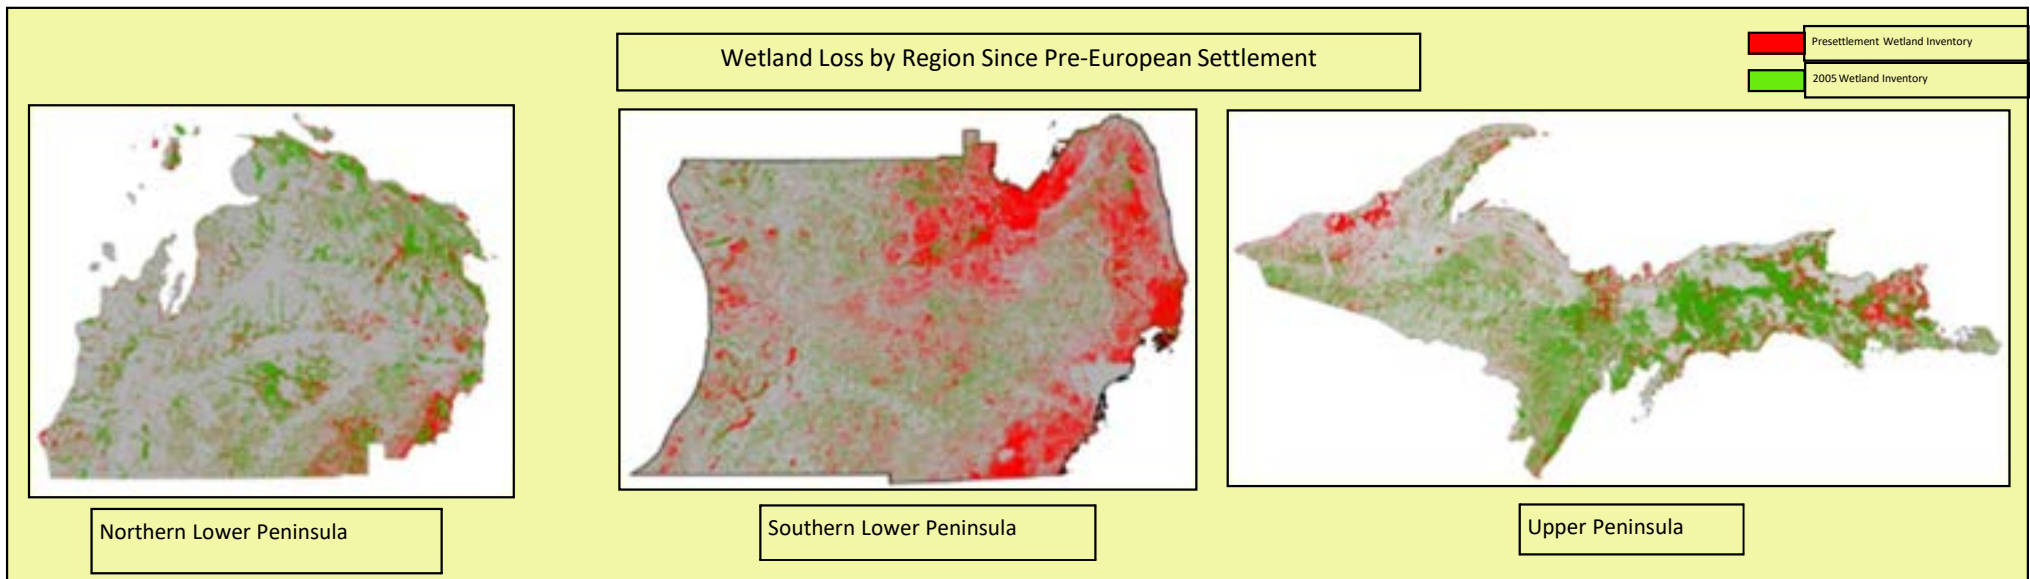 Wetland Loss by Region Since Pre-European Settlement
Presettlement Wetland Inventory
2005 Wetland Inventory
Northern Lower Peninsula
Southern Lower Peninsula
Upper Peninsula